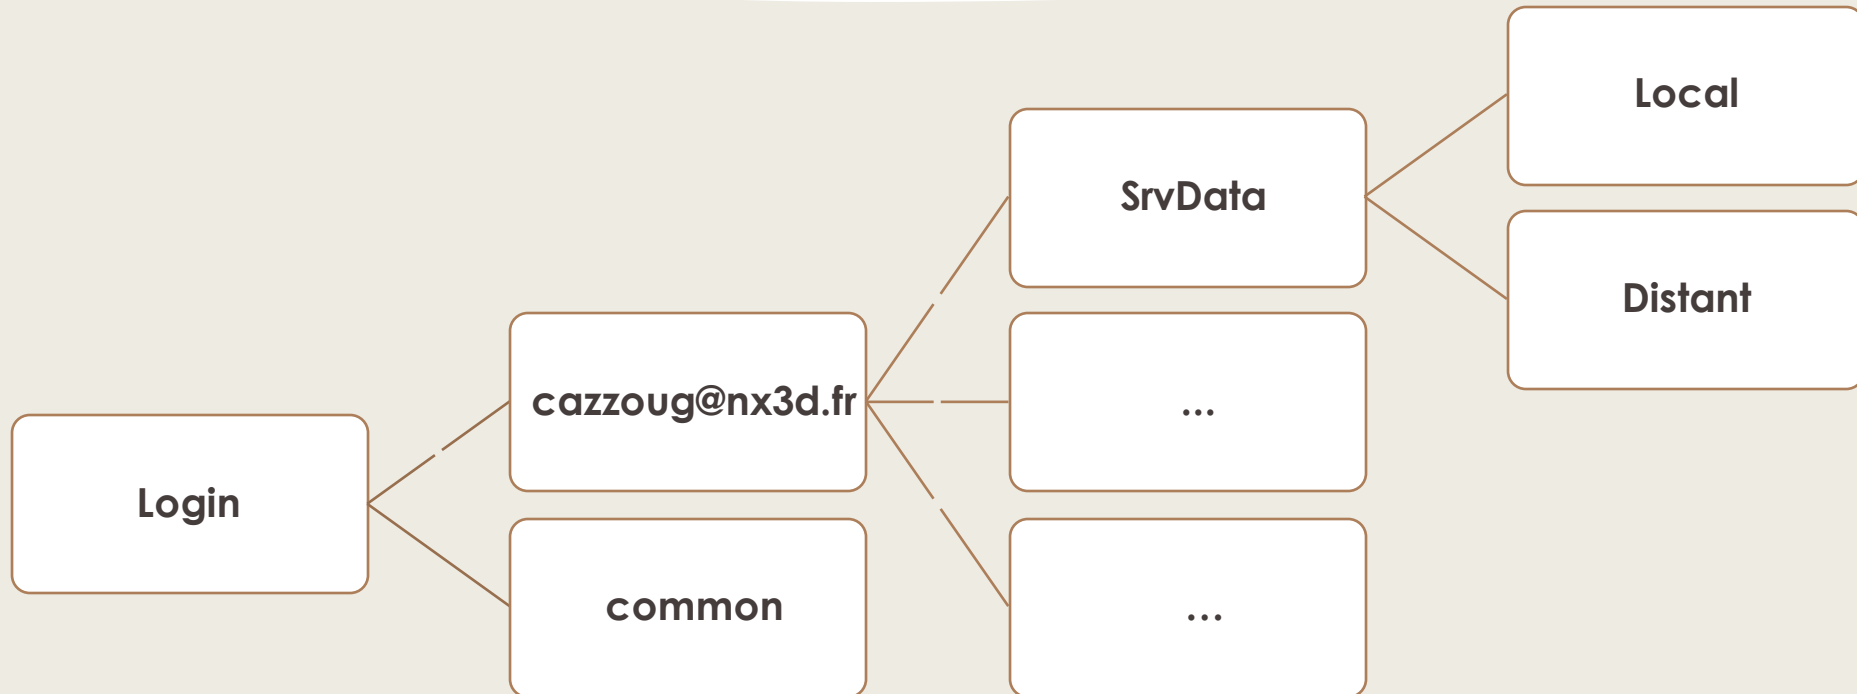 Login
cazzoug@nx3d.fr
common
SrvData
...
...
Local
Distant